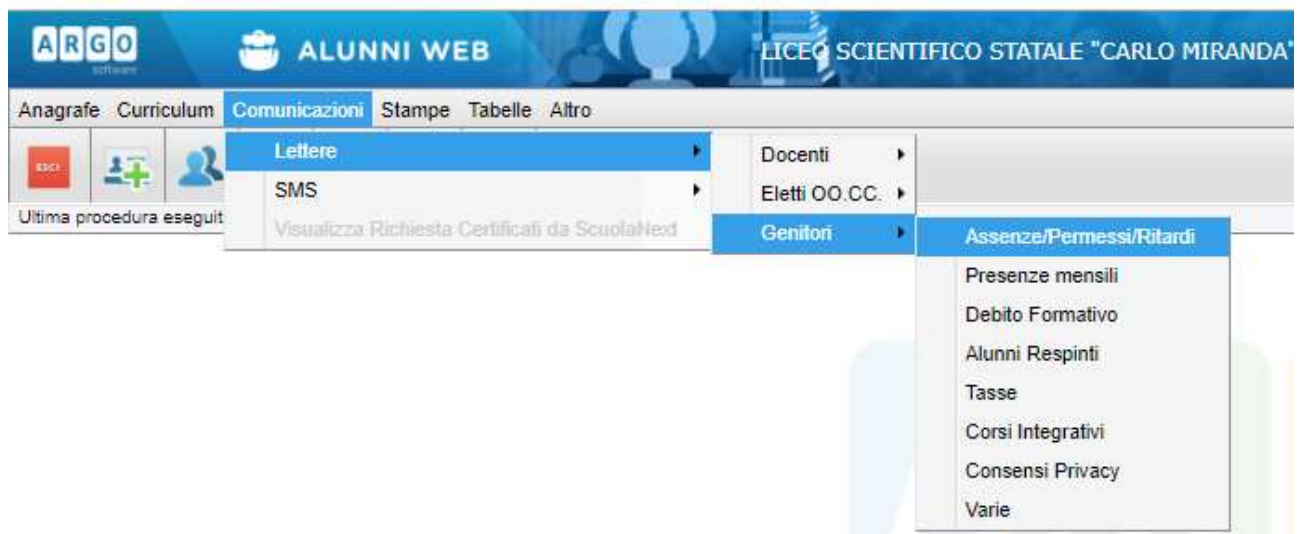 ARGO
software
ALUNNI WEB
LICEO SCIENTIFICO STATALE "CARLO MIRANDA"
Anagrafe Curriculum Comunicazioni Stampe Tabelle Altro
ESCI
Lettere
Docenti
SMS
Eletti OO.CC.
Ultima procedura eseguit
Visualizza Richiesta Certificati da ScuolaNext
Genitori
Assenze/Permessi/Ritardi
Presenze mensili
Debito Formativo
Alunni Respinti
Tasse
Corsi Integrativi
Consensi Privacy
Varie